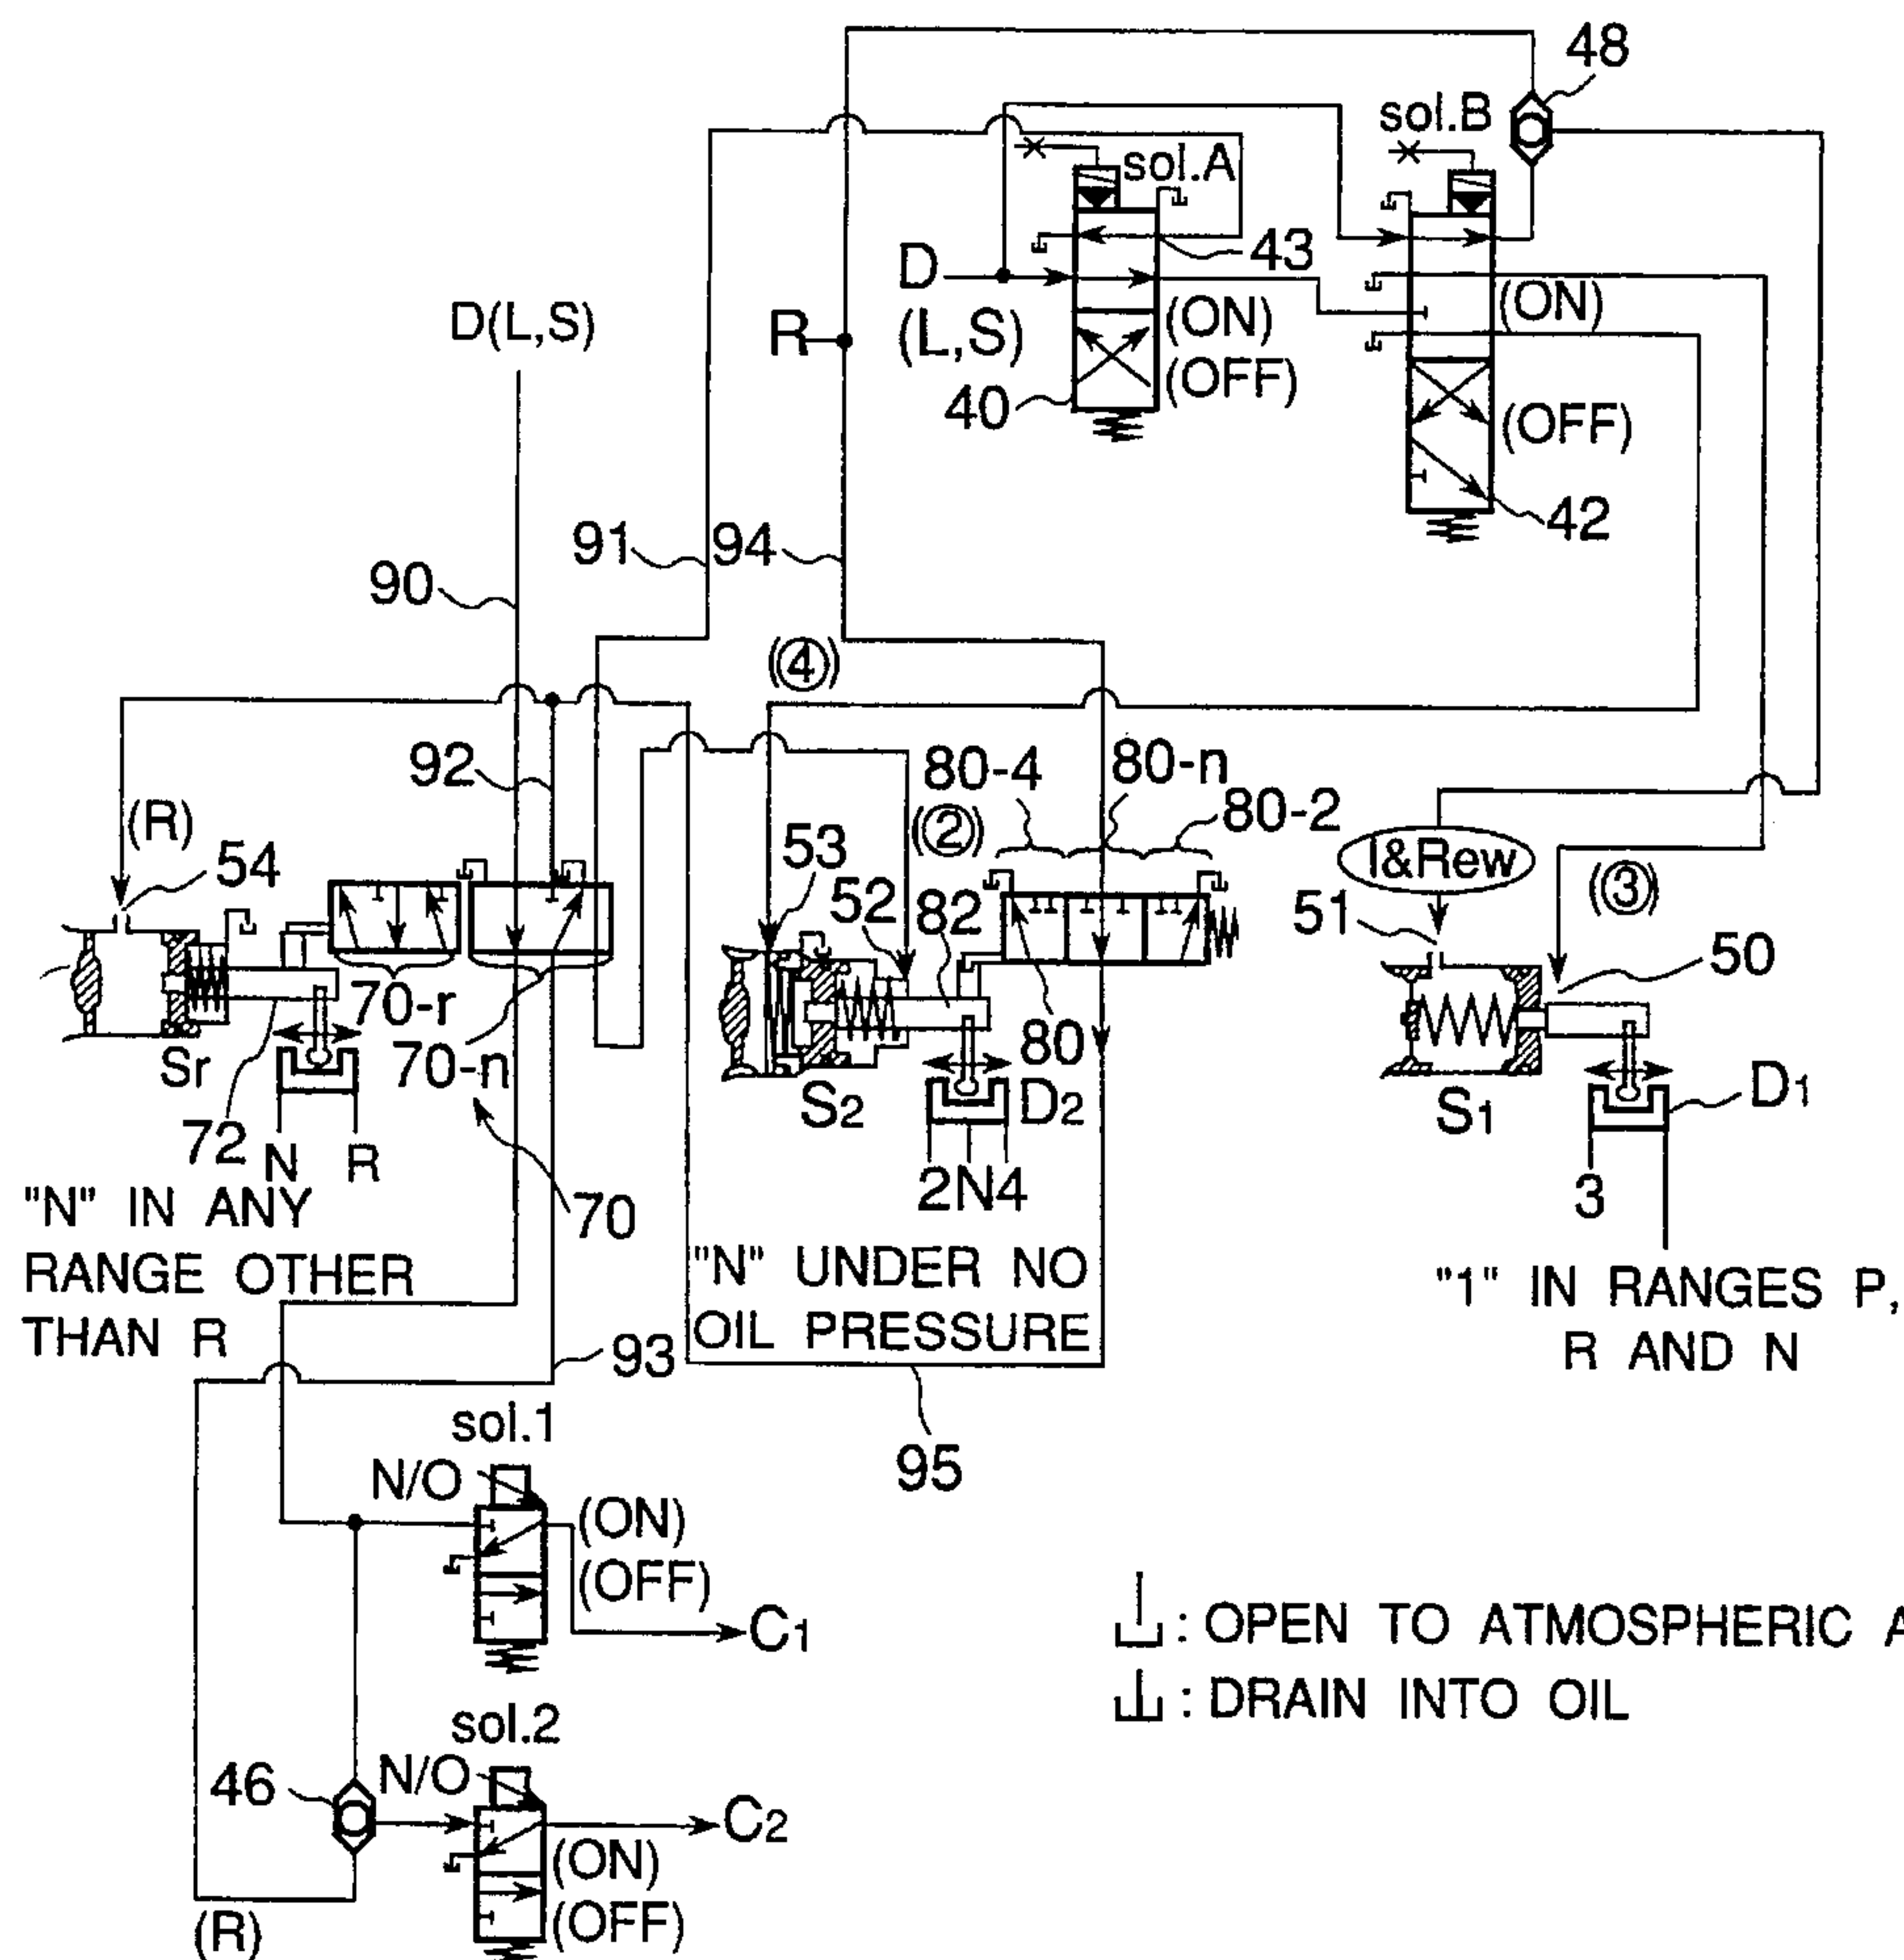 48
sol.B
sol.A
D
43
D(L,S)
R
(L,S)
(ON)
(ON)
(OFF)
40
(OFF)
42
91
94
90
(④)
92
80-4
80-n
(R)
(②)
80-2
54
53
I&Rew
52
82
51
(③)
50
70-r
80
Sr
70-n
S2
D2
S1
D1
72
N R
2N4
3
70
"N" IN ANY
RANGE OTHER
THAN R
"N" UNDER NO
OIL PRESSURE
"1" IN RANGES P,
R AND N
93
sol.1
95
N/O
(ON)
(OFF)
C1
: OPEN TO ATMOSPHERIC A
: DRAIN INTO OIL
sol.2
46
N/O
C2
(ON)
(OFF)
(R)